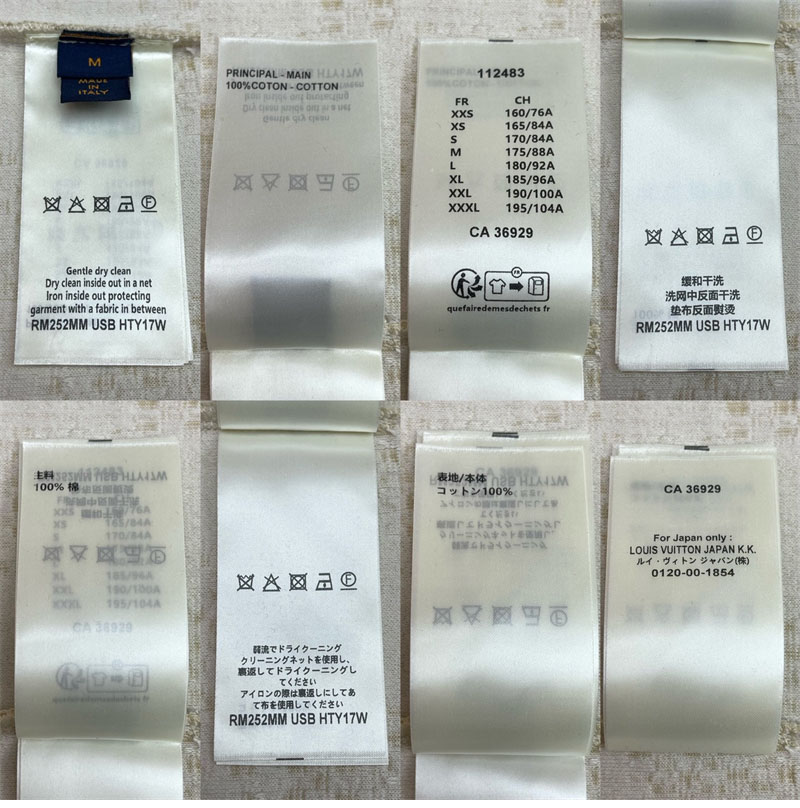 M
MADE
IN
ITALY
Gentle dry clean
Dry clean inside out in a net
Iron inside out protecting
garment with a fabric in between
RM252MM USB HTY17W
PRINCIPAL - MAIN
100%COTON - COTTON
112483
FR CH
XXS 160/76A
XS 165/84A
S 170/84A
M 175/88A
L 180/92A
XL 185/96A
XXL 190/100A
XXXL 195/104A
CA 36929
FR
quefairedemesdechets.fr
缓和干洗
洗网中反面干洗
垫布反面熨烫
RM252MM USB HTY17W
主料
100% 棉
弱流でドライクーニング
クリーニングネットを使用し、
裏返してドライクーニングし
てください
アイロンの際は裏返しにしてあ
て布を使用してください
RM252MM USB HTY17W
表地/本体
コットン100%
CA 36929
For Japan only :
LOUIS VUITTON JAPAN K.K.
ルイ・ヴィトン ジャパン(株)
0120-00-1854